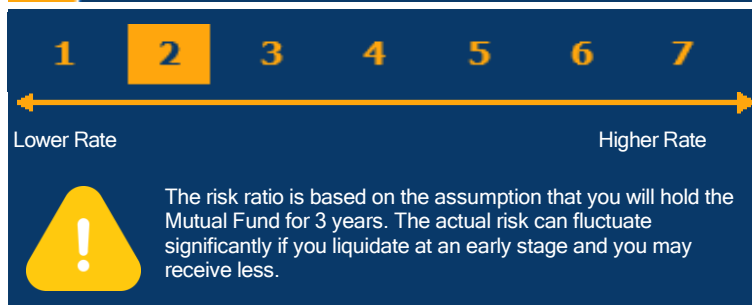 1 2 3 4 5 6 7
Lower Rate Higher Rate
The risk ratio is based on the assumption that you will hold the
Mutual Fund for 3 years. The actual risk can fluctuate
significantly if you liquidate at an early stage and you may
receive less.